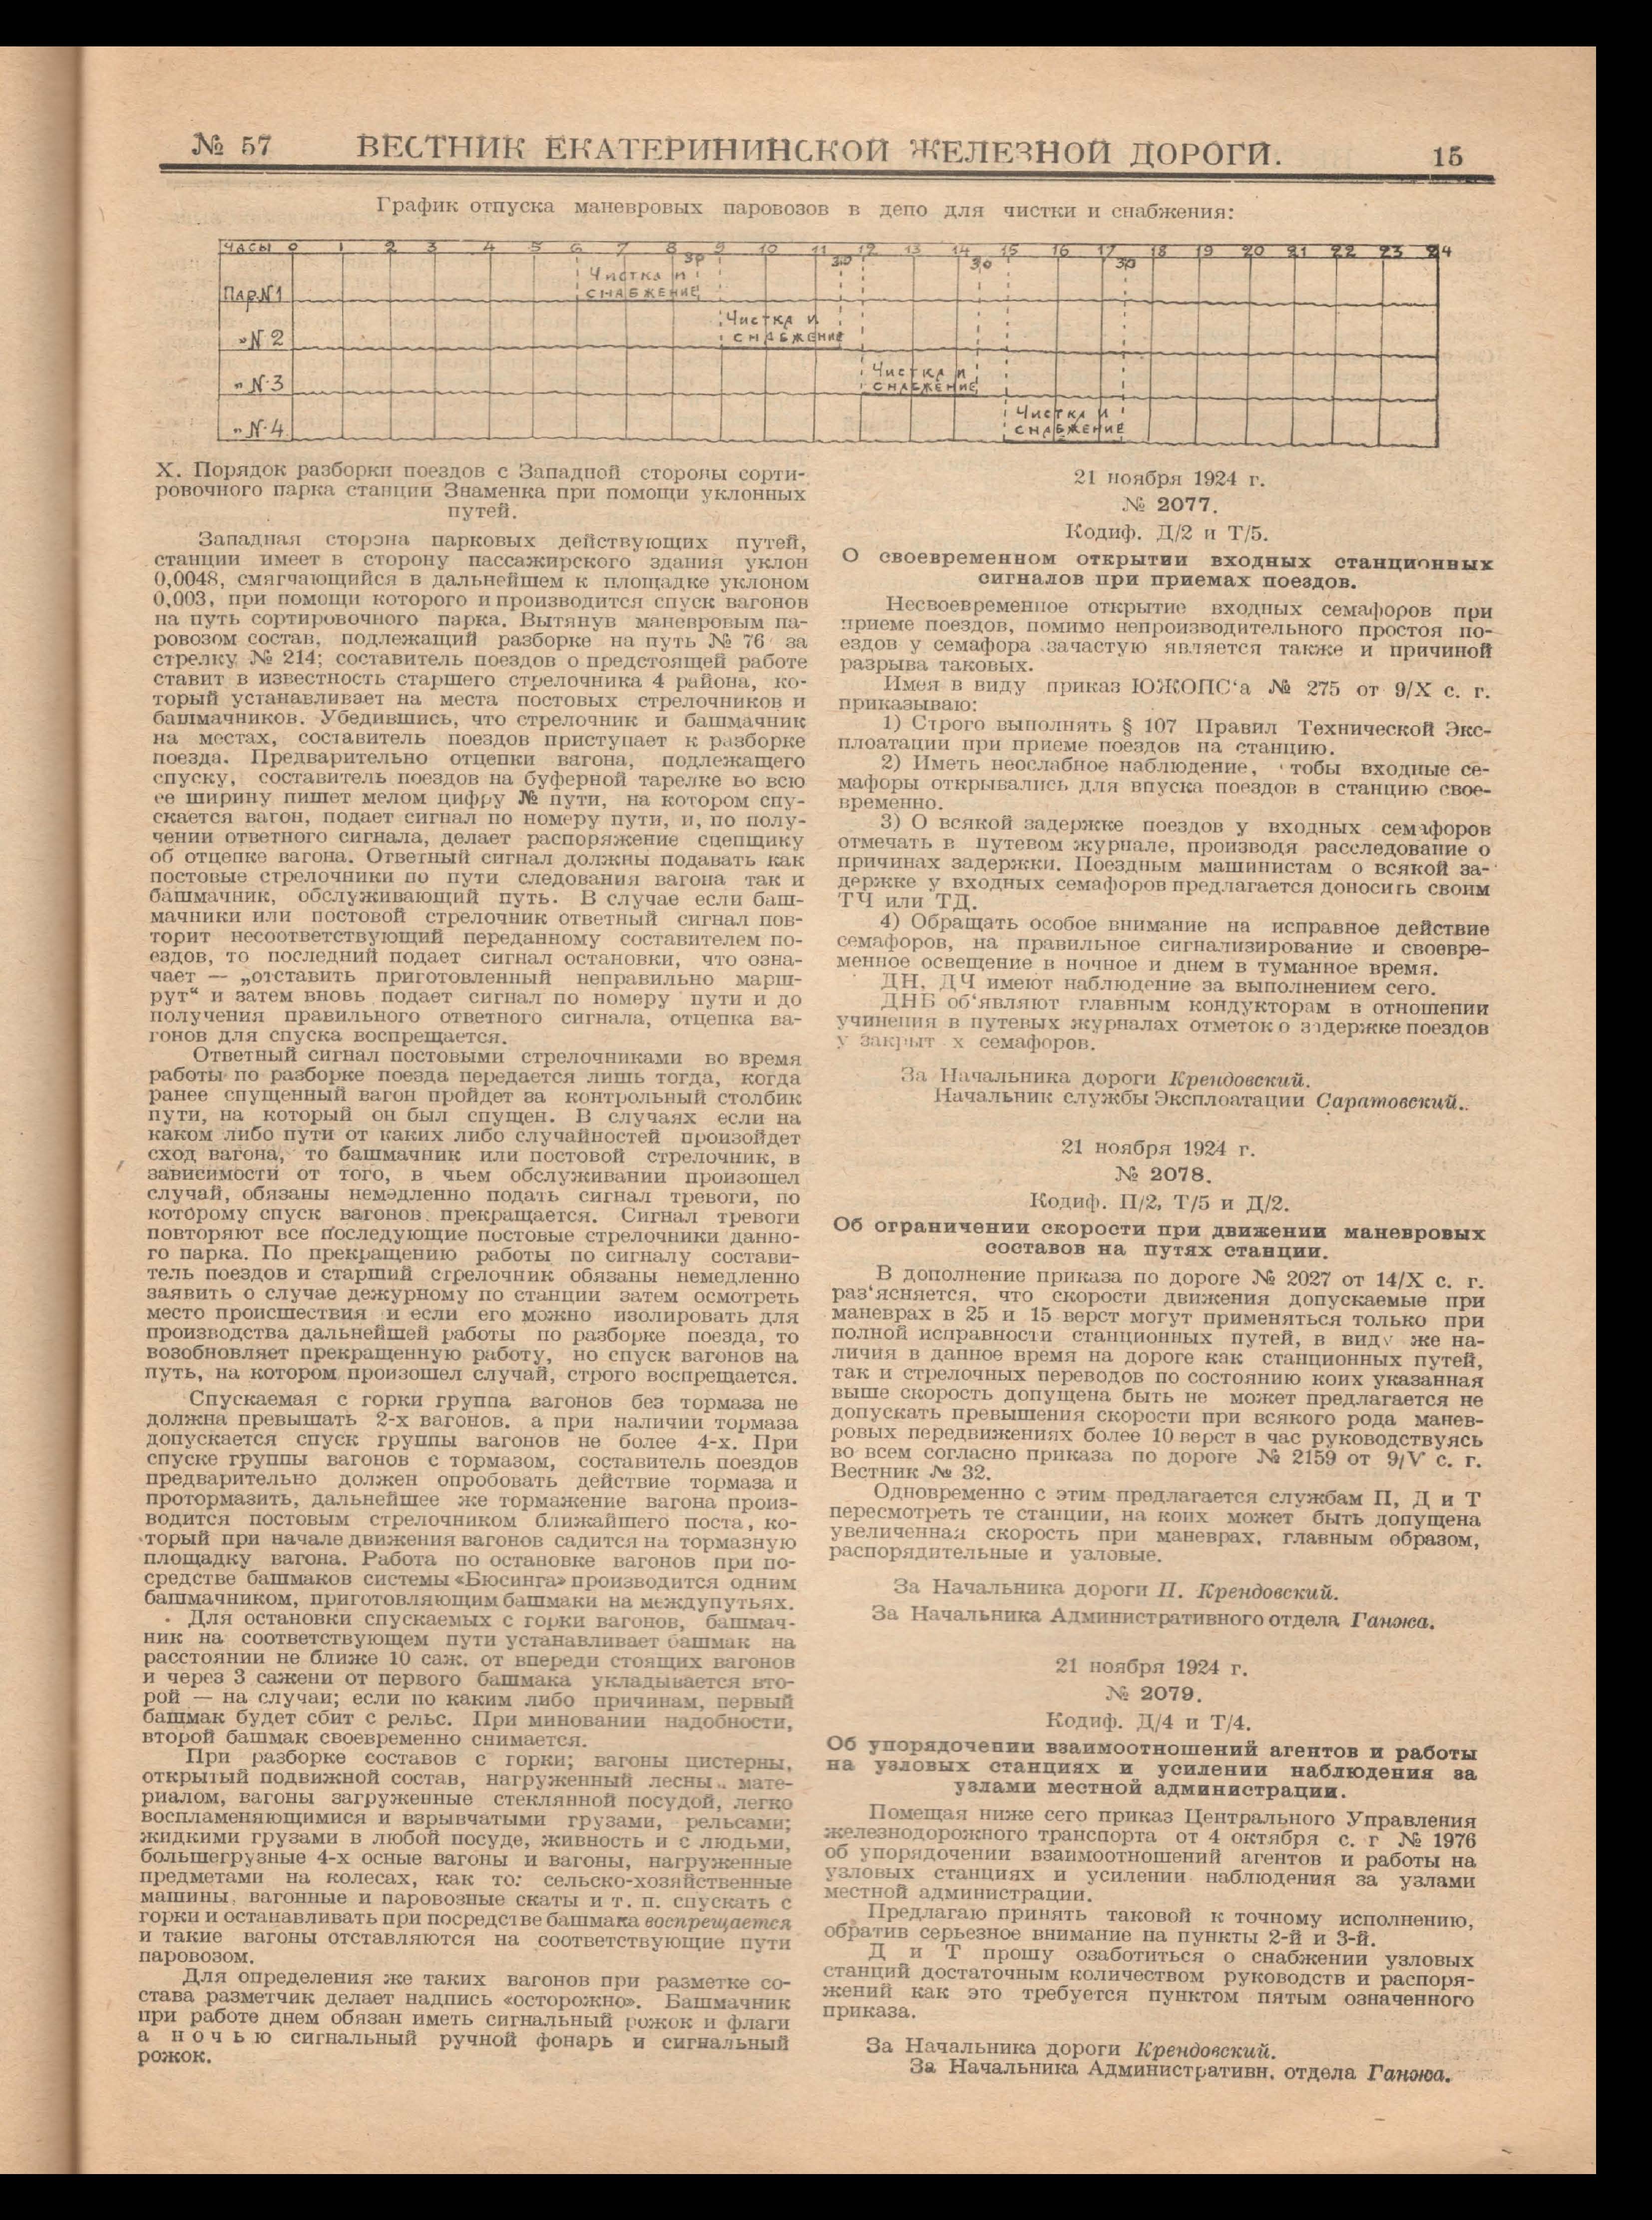 № 57 ВЕСТНИК ЕКАТЕРИНИНСКОЙ ЖЕЛЕЗНОЙ ДОРОГИ. 15
График отпуска маневровых паровозов в депо для чистки и снабжения:
ЧАСЫ 0 1 2 3 4 5 6 7 8 9 10 11 12 13 14 15 16 17 18 19 20 21 22 23 24
30 30 30 30
Чистка и
ПАР.N1 СНАБЖЕНИЕ
Чистка и
„ N 2 СНАБЖЕНИЕ
Чистка и
„ N 3 СНАБЖЕНИЕ
Чистка и
„ N 4 СНАБЖЕНИЕ
X. Порядок разборки поездов с Западной стороны сорти-
ровочного парка станции Знаменка при помощи уклонных
путей.
Западная сторона парковых действующих путей,
станции имеет в сторону пассажирского здания уклон
0,0048, смягчающийся в дальнейшем к площадке уклоном
0,003, при помощи которого и производится спуск вагонов
на путь сортировочного парка. Вытянув маневровым па-
ровозом состав, подлежащий разборке на путь № 76 за
стрелку № 214; составитель поездов о предстоящей работе
ставит в известность старшего стрелочника 4 района, ко-
торый устанавливает на места постовых стрелочников и
башмачников. Убедившись, что стрелочник и башмачник
на местах, составитель поездов приступает к разборке
поезда. Предварительно отцепки вагона, подлежащего
спуску, составитель поездов на буферной тарелке во всю
ее ширину пишет мелом цифру № пути, на котором спу-
скается вагон, подает сигнал по номеру пути, и, по полу-
чении ответного сигнала, делает распоряжение сцепщику
об отцепке вагона. Ответный сигнал должны подавать как
постовые стрелочники по пути следования вагона так и
башмачник, обслуживающий путь. В случае если баш-
мачники или постовой стрелочник ответный сигнал пов-
торит несоответствующий переданному составителем по-
ездов, то последний подает сигнал остановки, что озна-
чает — „отставить приготовленный неправильно марш-
рут“ и затем вновь подает сигнал по номеру пути и до
получения правильного ответного сигнала, отцепка ва-
гонов для спуска воспрещается.
Ответный сигнал постовыми стрелочниками во время
работы по разборке поезда передается лишь тогда, когда
ранее спущенный вагон пройдет за контрольный столбик
пути, на который он был спущен. В случаях если на
каком либо пути от каких либо случайностей произойдет
сход вагона, то башмачник или постовой стрелочник, в
зависимости от того, в чьем обслуживании произошел
случай, обязаны немедленно подать сигнал тревоги, по
которому спуск вагонов прекращается. Сигнал тревоги
повторяют все последующие постовые стрелочники данно-
го парка. По прекращению работы по сигналу состави-
тель поездов и старший стрелочник обязаны немедленно
заявить о случае дежурному по станции затем осмотреть
место происшествия и если его можно изолировать для
производства дальнейшей работы по разборке поезда, то
возобновляет прекращенную работу, но спуск вагонов на
путь, на котором произошел случай, строго воспрещается.
Спускаемая с горки группа вагонов без тормаза не
должна превышать 2-х вагонов. а при наличии тормаза
допускается спуск группы вагонов не более 4-х. При
спуске группы вагонов с тормазом, составитель поездов
предварительно должен опробовать действие тормаза и
протормазить, дальнейшее же тормажение вагона произ-
водится постовым стрелочником ближайшего поста, ко-
торый при начале движения вагонов садится на тормазную
площадку вагона. Работа по остановке вагонов при по-
средстве башмаков системы «Бюсинга» производится одним
башмачником, приготовляющим башмаки на междупутьях.
Для остановки спускаемых с горки вагонов, башмач-
ник на соответствующем пути устанавливает башмак на
расстоянии не ближе 10 саж. от впереди стоящих вагонов
и через 3 сажени от первого башмака укладывается вто-
рой — на случаи; если по каким либо причинам, первый
башмак будет сбит с рельс. При миновании надобности,
второй башмак своевременно снимается.
При разборке составов с горки; вагоны цистерны,
открытый подвижной состав, нагруженный лесны.. мате-
риалом, вагоны загруженные стеклянной посудой, легко
воспламеняющимися и взрывчатыми грузами, рельсами;
жидкими грузами в любой посуде, живность и с людьми,
большегрузные 4-х осные вагоны и вагоны, нагруженные
предметами на колесах, как то: сельско-хозяйственные
машины, вагонные и паровозные скаты и т. п. спускать с
горки и останавливать при посредстве башмака воспрещается
и такие вагоны отставляются на соответствующие пути
паровозом.
Для определения же таких вагонов при разметке со-
става разметчик делает надпись «осторожно». Башмачник
при работе днем обязан иметь сигнальный рожок и флаги
а ночью сигнальный ручной фонарь и сигнальный
рожок.
21 ноября 1924 г.
№ 2077.
Кодиф. Д/2 и Т/5.
О своевременном открытии входных станционных
сигналов при приемах поездов.
Несвоевременное открытие входных семафоров при
приеме поездов, помимо непроизводительного простоя по-
ездов у семафора зачастую является также и причиной
разрыва таковых.
Имея в виду приказ ЮЖОПС‘а № 275 от 9/X с. г.
приказываю:
1) Строго выполнять § 107 Правил Технической Экс-
плоатации при приеме поездов на станцию.
2) Иметь неослабное наблюдение, тобы входные се-
мафоры открывались для впуска поездов в станцию свое-
временно.
3) О всякой задержке поездов у входных семафоров
отмечать в путевом журнале, производя расследование о
причинах задержки. Поездным машинистам о всякой за-
держке у входных семафоров предлагается доносить своим
ТЧ или ТД.
4) Обращать особое внимание на исправное действие
семафоров, на правильное сигнализирование и своевре-
менное освещение в ночное и днем в туманное время.
ДН, ДЧ имеют наблюдение за выполнением сего.
ДНБ об‘являют главным кондукторам в отношении
учинения в путевых журналах отметок о задержке поездов
у закрыт х семафоров.
За Начальника дороги Крендовский.
Начальник службы Эксплоатации Саратовский.
21 ноября 1924 г.
№ 2078.
Кодиф. П/2, Т/5 и Д/2.
Об ограничении скорости при движении маневровых
составов на путях станции.
В дополнение приказа по дороге № 2027 от 14/X с. г.
раз‘ясняется, что скорости движения допускаемые при
маневрах в 25 и 15 верст могут применяться только при
полной исправности станционных путей, в виду же на-
личия в данное время на дороге как станционных путей,
так и стрелочных переводов по состоянию коих указанная
выше скорость допущена быть не может предлагается не
допускать превышения скорости при всякого рода манев-
ровых передвижениях более 10 верст в час руководствуясь
во всем согласно приказа по дороге № 2159 от 9/V с. г.
Вестник № 32.
Одновременно с этим предлагается службам П, Д и Т
пересмотреть те станции, на коих может быть допущена
увеличенная скорость при маневрах, главным образом,
распорядительные и узловые.
За Начальника дороги П. Крендовский.
За Начальника Административного отдела Ганжа.
21 ноября 1924 г.
№ 2079.
Кодиф. Д/4 и Т/4.
Об упорядочении взаимоотношений агентов и работы
на узловых станциях и усилении наблюдения за
узлами местной администрации.
Помещая ниже сего приказ Центрального Управления
железнодорожного транспорта от 4 октября с. г № 1976
об упорядочении взаимоотношений агентов и работы на
узловых станциях и усилении наблюдения за узлами
местной администрации.
Предлагаю принять таковой к точному исполнению,
обратив серьезное внимание на пункты 2-й и 3-й.
Д и Т прошу озаботиться о снабжении узловых
станций достаточным количеством руководств и распоря-
жений как это требуется пунктом пятым означенного
приказа.
За Начальника дороги Крендовский.
За Начальника Административн. отдела Ганжа.